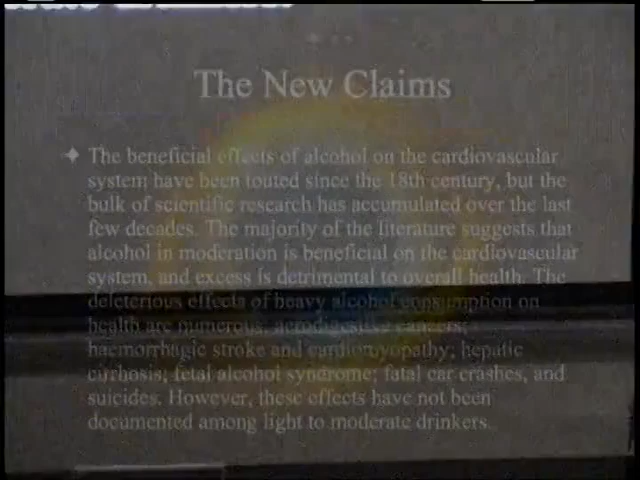 The New Claims
The beneficial effects of alcohol on the cardiovascular
system have been touted since the 18th century, but the
bulk of scientific research has accumulated over the last
few decades. The majority of the literature suggests that
alcohol in moderation is beneficial on the cardiovascular
system, and excess is detrimental to overall health. The
deleterious effects of heavy alcohol consumption on
health are numerous, aerodigestive cancers;
haemorrhagic stroke and cardiomyopathy; hepatic
cirrhosis; fetal alcohol syndrome; fatal car crashes, and
suicides. However, these effects have not been
documented among light to moderate drinkers.